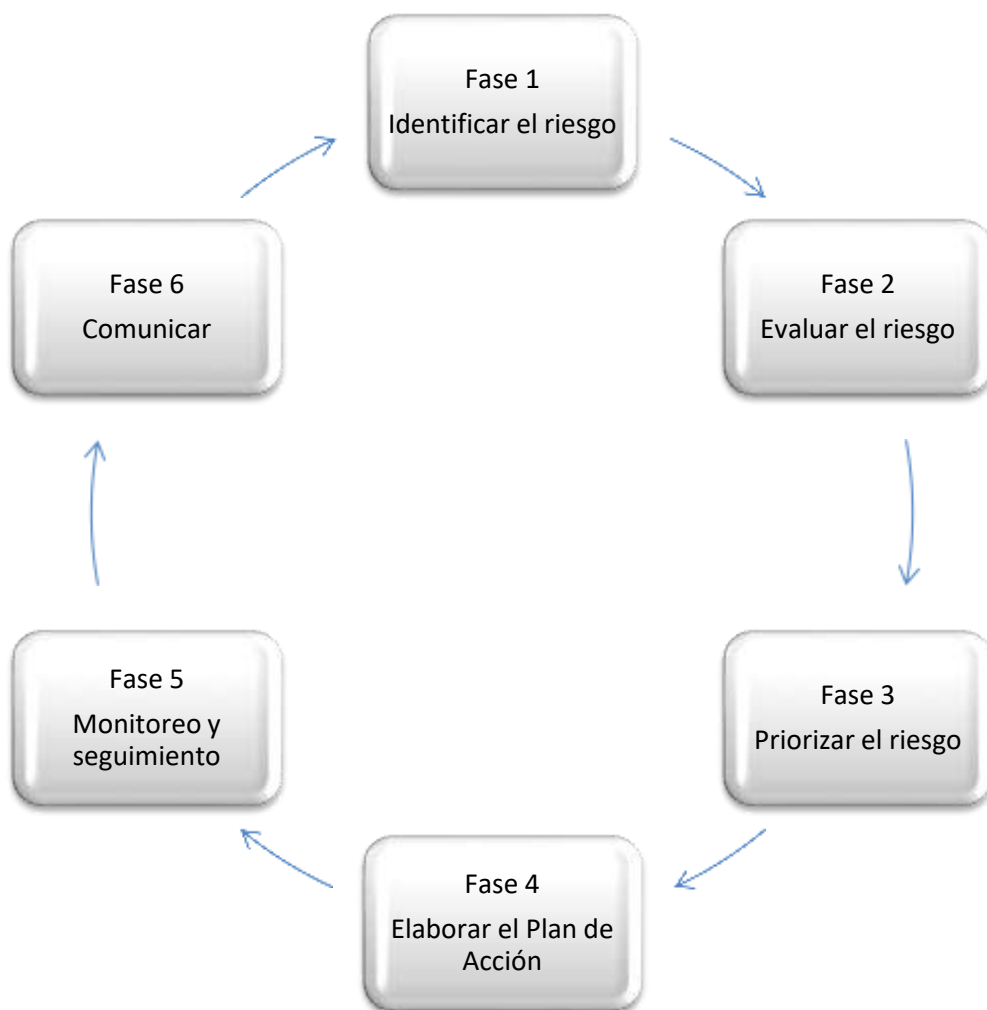 Fase 1
Identificar el riesgo
Fase 2
Evaluar el riesgo
Fase 3
Priorizar el riesgo
Fase 4
Elaborar el Plan de
Acción
Fase 5
Monitoreo y
seguimiento
Fase 6
Comunicar